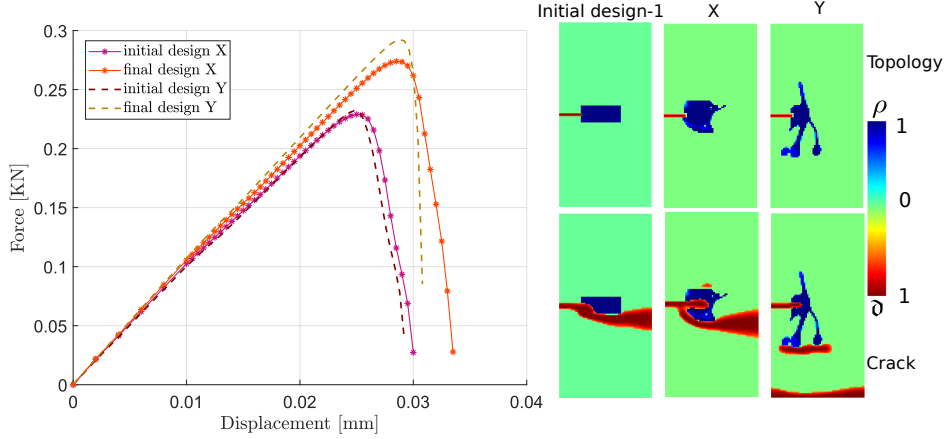 Initial design-1
X
Y
0.3
0.25
0.2
0.15
0.1
0.05
0
0
0.01
0.02
0.03
0.04
Force [KN]
Displacement [mm]
initial design X
final design X
initial design Y
final design Y
Topology
ρ
1
0
1
𝔡
Crack